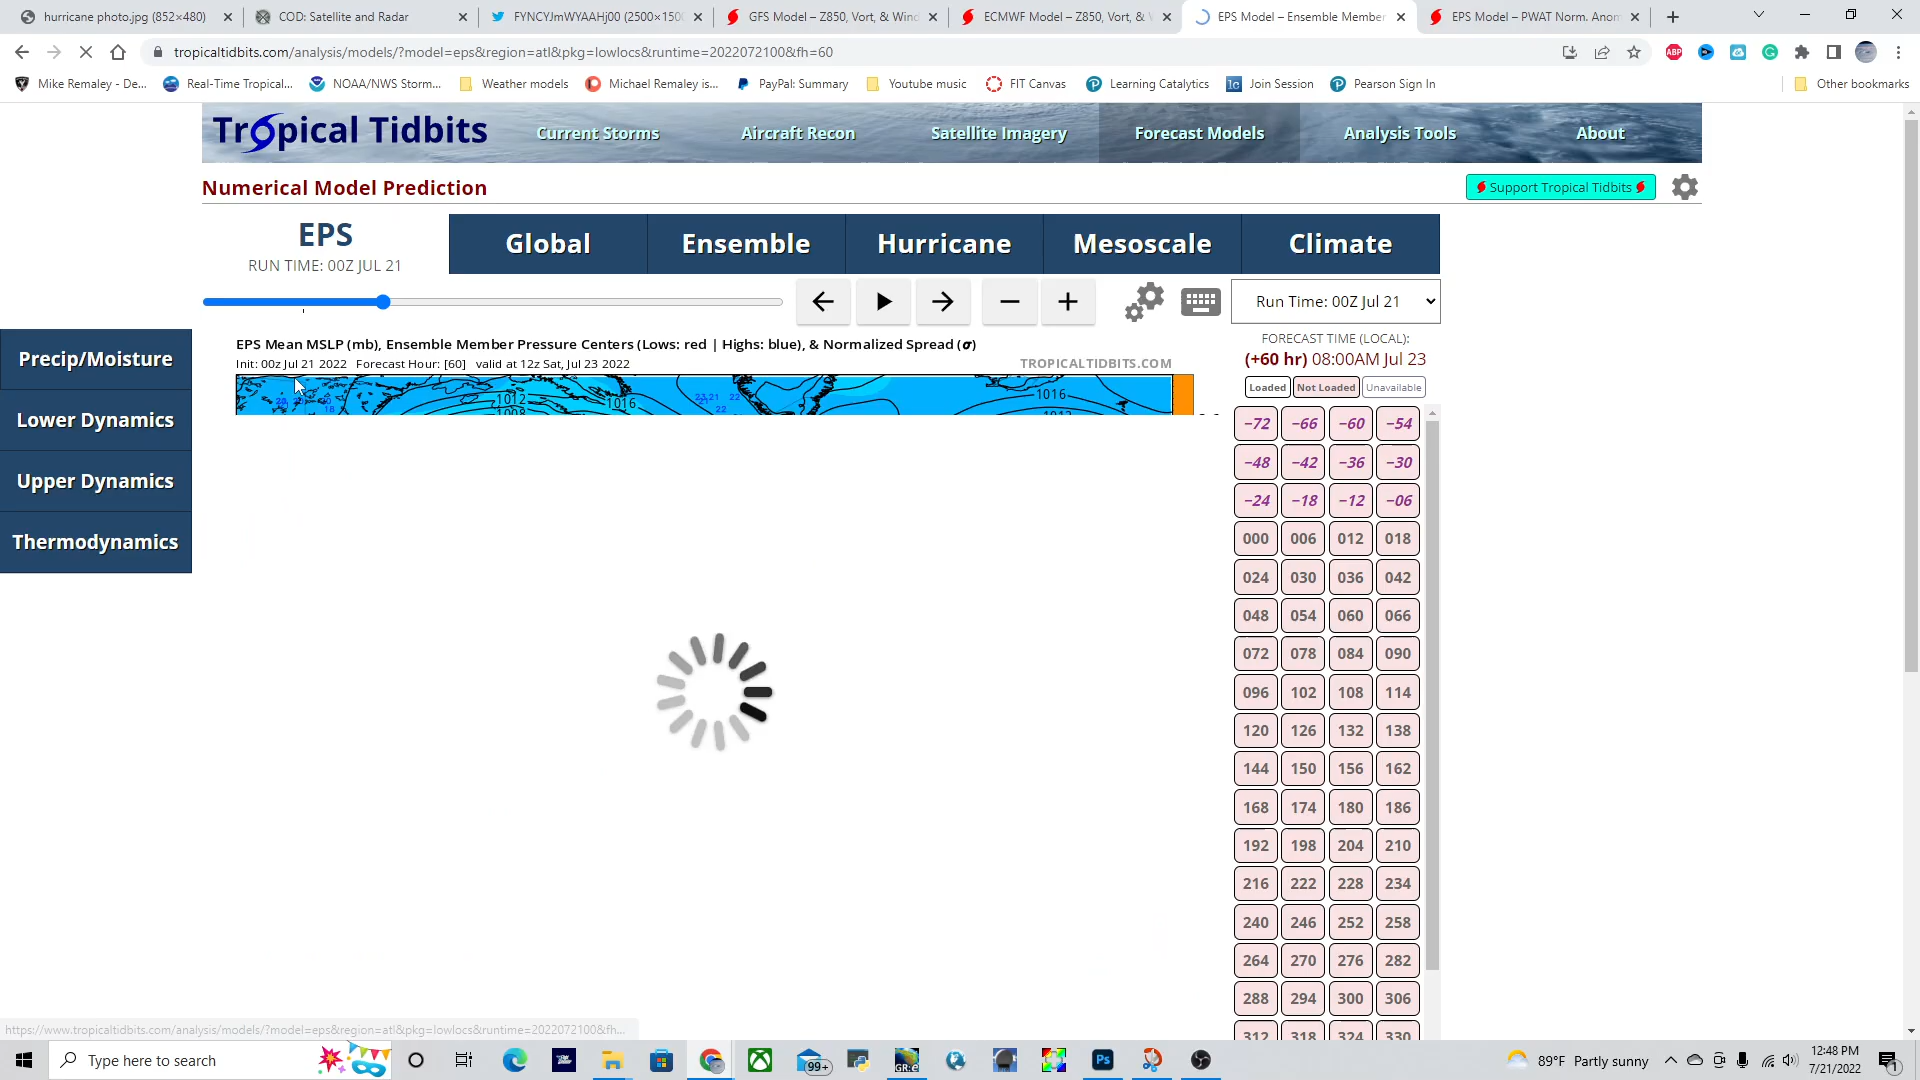 hurricane photo.jpg (852×480)
COD: Satellite and Radar
FYNCYJmWYAAHj00 (2500×1500
GFS Model – Z850, Vort, & Wind
ECMWF Model – Z850, Vort, & W
EPS Model – Ensemble Member
EPS Model – PWAT Norm. Anom
tropicaltidbits.com/analysis/models/?model=eps&region=atl&pkg=lowlocs&runtime=2022072100&fh=60
ABP
Mike Remaley - De...
Real-Time Tropical...
NOAA/NWS Storm...
Weather models
Michael Remaley is...
PayPal: Summary
Youtube music
FIT Canvas
Learning Catalytics
Join Session
Pearson Sign In
Other bookmarks
Tropical Tidbits
Current Storms
Aircraft Recon
Satellite Imagery
Forecast Models
Analysis Tools
About
Numerical Model Prediction
Support Tropical Tidbits
EPS
RUN TIME: 00Z JUL 21
Global
Ensemble
Hurricane
Mesoscale
Climate
Run Time: 00Z Jul 21
Precip/Moisture
Lower Dynamics
Upper Dynamics
Thermodynamics
EPS Mean MSLP (mb), Ensemble Member Pressure Centers (Lows: red | Highs: blue), & Normalized Spread (σ)
Init: 00z Jul 21 2022 Forecast Hour: [60] valid at 12z Sat, Jul 23 2022
TROPICALTIDBITS.COM
1012
1016
1016
22
22
18
FORECAST TIME (LOCAL):
(+60 hr) 08:00AM Jul 23
Loaded Not Loaded Unavailable
−72 −66 −60 −54
−48 −42 −36 −30
−24 −18 −12 −06
000 006 012 018
024 030 036 042
048 054 060 066
072 078 084 090
096 102 108 114
120 126 132 138
144 150 156 162
168 174 180 186
192 198 204 210
216 222 228 234
240 246 252 258
264 270 276 282
288 294 300 306
312 318 324 330
https://www.tropicaltidbits.com/analysis/models/?model=eps&region=atl&pkg=lowlocs&runtime=2022072100&fh...
Type here to search
99+
GR.e
Ps
89°F Partly sunny
12:48 PM
7/21/2022
1